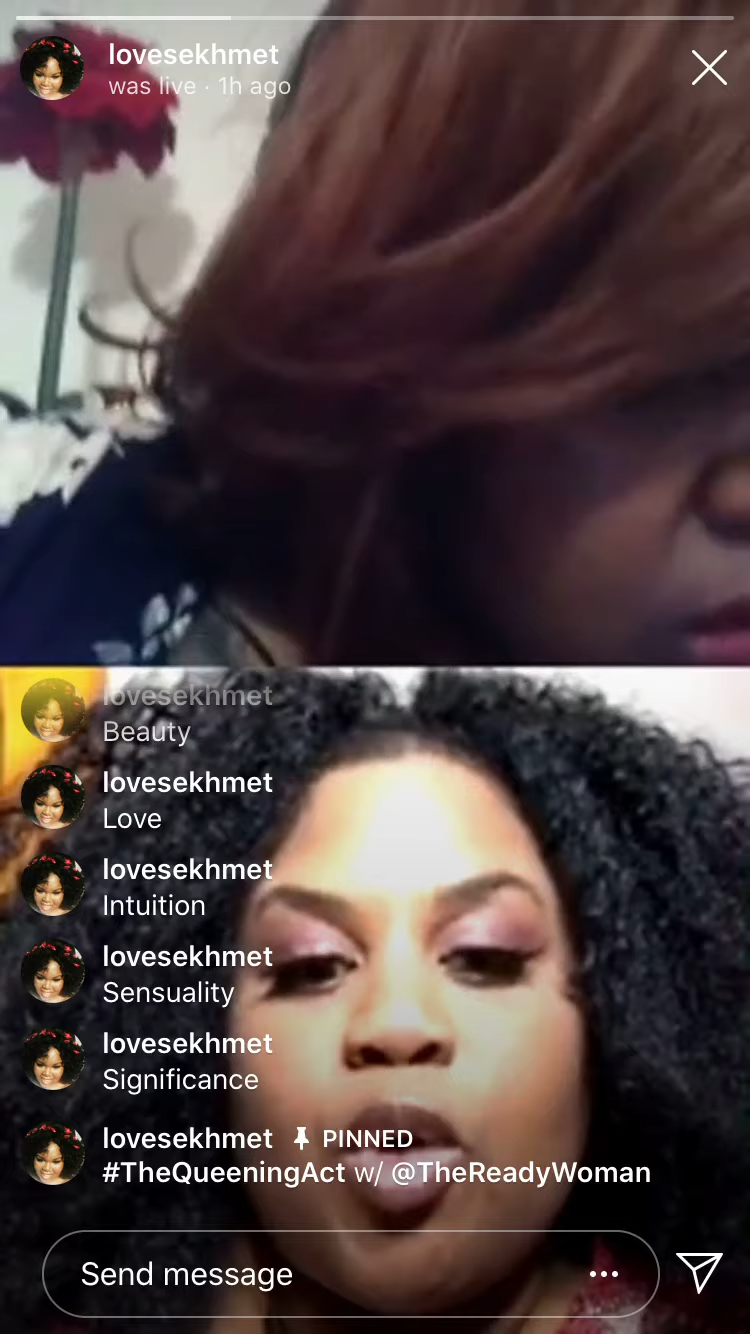 lovesekhmet
was live · 1h ago
lovesekhmet
Beauty
lovesekhmet
Love
lovesekhmet
Intuition
lovesekhmet
Sensuality
lovesekhmet
Significance
lovesekhmet PINNED
#TheQueeningAct w/ @TheReadyWoman
Send message